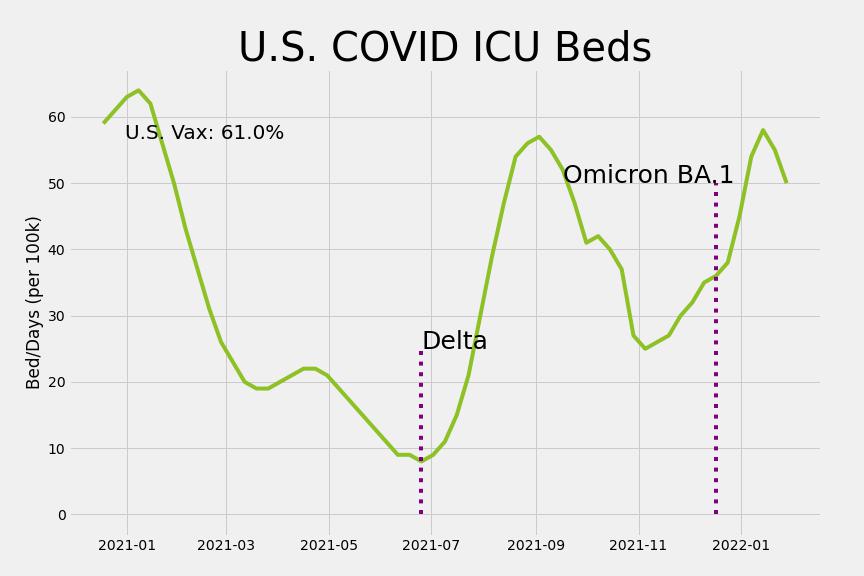 U.S. COVID ICU Beds
60
U.S. Vax: 61.0%
Omicron BA.1
50
40
Bed/Days (per 100k)
30
Delta
20
10
0
2021-01 2021-03 2021-05 2021-07 2021-09 2021-11 2022-01